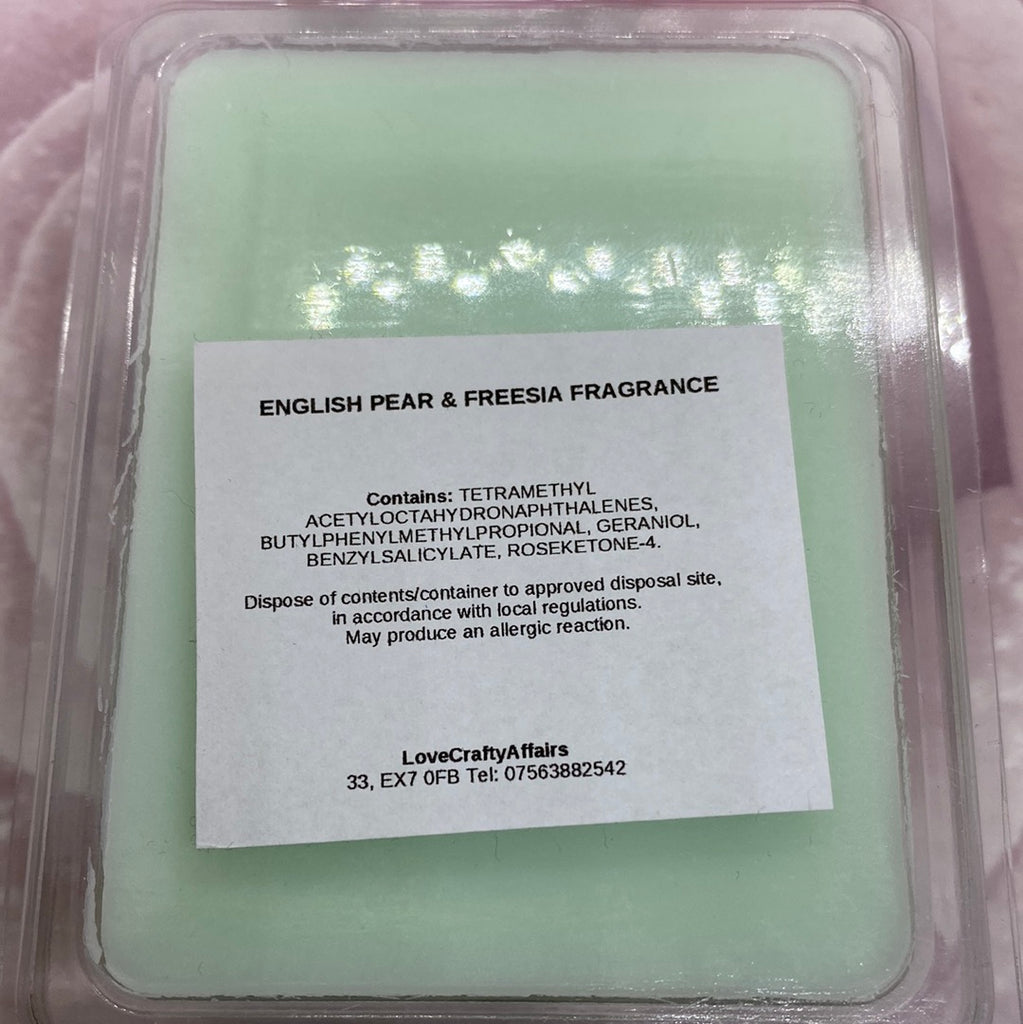 ENGLISH PEAR & FREESIA FRAGRANCE
Contains: TETRAMETHYL
ACETYLOCTAHYDRONAPHTHALENES,
BUTYLPHENYLMETHYLPROPIONAL, GERANIOL,
BENZYLSALICYLATE, ROSEKETONE-4.
Dispose of contents/container to approved disposal site,
in accordance with local regulations.
May produce an allergic reaction.
LoveCraftyAffairs
33, EX7 0FB Tel: 07563882542